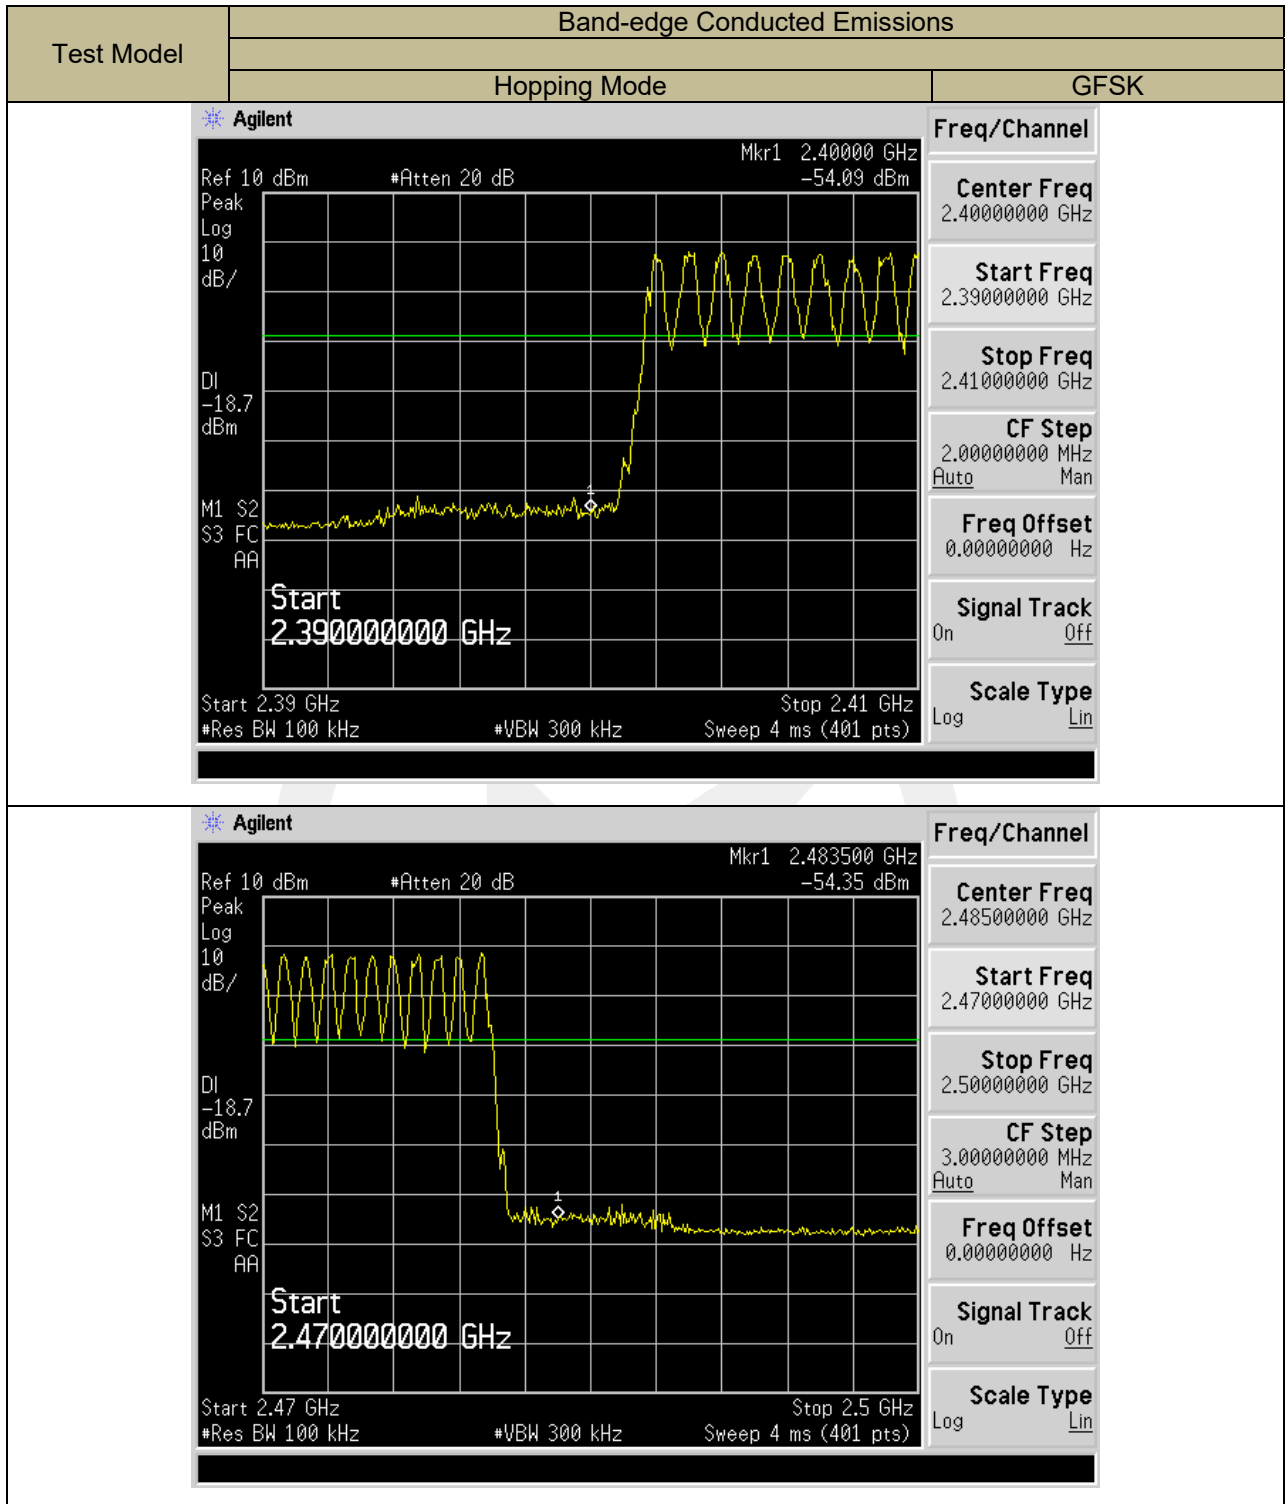 Test Model
Band-edge Conducted Emissions
Hopping Mode
GFSK
Agilent
Mkr1 2.40000 GHz
Ref 10 dBm #Atten 20 dB -54.09 dBm
Peak
Log
10
dB/
DI
-18.7
dBm
M1 S2
S3 FC
AA
1
Start
2.390000000 GHz
Start 2.39 GHz Stop 2.41 GHz
#Res BW 100 kHz #VBW 300 kHz Sweep 4 ms (401 pts)
Freq/Channel
Center Freq
2.40000000 GHz
Start Freq
2.39000000 GHz
Stop Freq
2.41000000 GHz
CF Step
2.00000000 MHz
Auto Man
Freq Offset
0.00000000 Hz
Signal Track
On Off
Scale Type
Log Lin
Agilent
Mkr1 2.483500 GHz
Ref 10 dBm #Atten 20 dB -54.35 dBm
Peak
Log
10
dB/
DI
-18.7
dBm
M1 S2
S3 FC
AA
1
Start
2.470000000 GHz
Start 2.47 GHz Stop 2.5 GHz
#Res BW 100 kHz #VBW 300 kHz Sweep 4 ms (401 pts)
Freq/Channel
Center Freq
2.48500000 GHz
Start Freq
2.47000000 GHz
Stop Freq
2.50000000 GHz
CF Step
3.00000000 MHz
Auto Man
Freq Offset
0.00000000 Hz
Signal Track
On Off
Scale Type
Log Lin